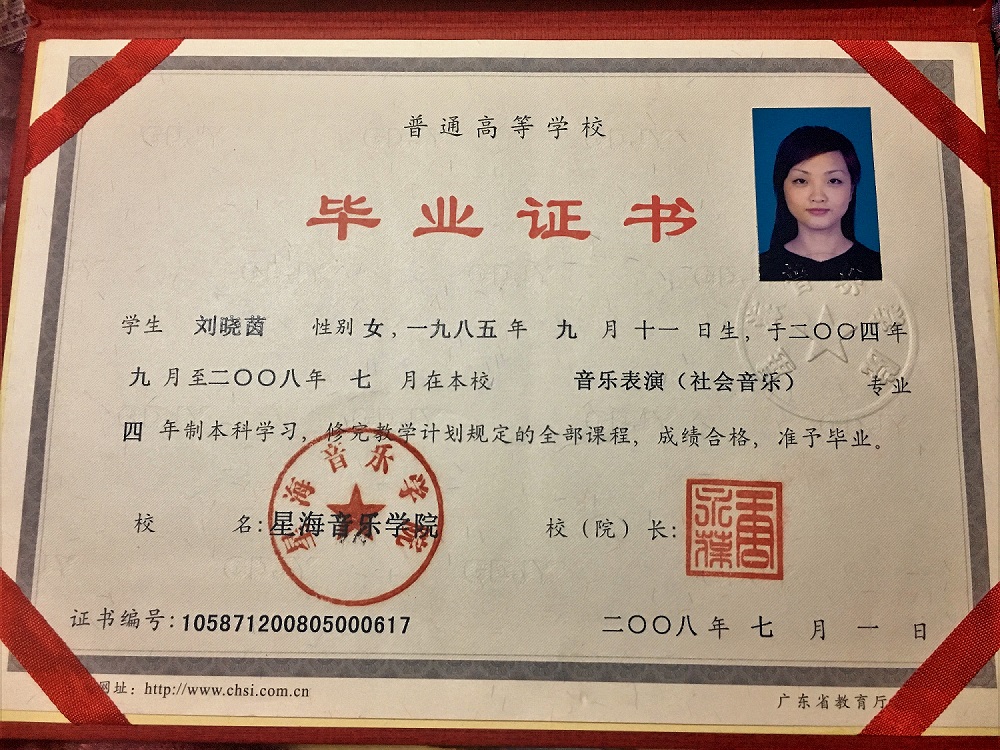 普通高等学校
毕业证书
学生 刘晓茵 性别 女，一九八五年 九 月 十一 日生，于二〇〇四年
九 月至二〇〇八年 七 月在本校 音乐表演（社会音乐） 专业
四 年制本科学习，修完教学计划规定的全部课程，成绩合格，准予毕业。
星海音乐学院
校 名：星海音乐学院 校（院）长：
证书编号：105871200805000617 二〇〇八年 七 月 一 日
网址：http://www.chsi.com.cn 广东省教育厅